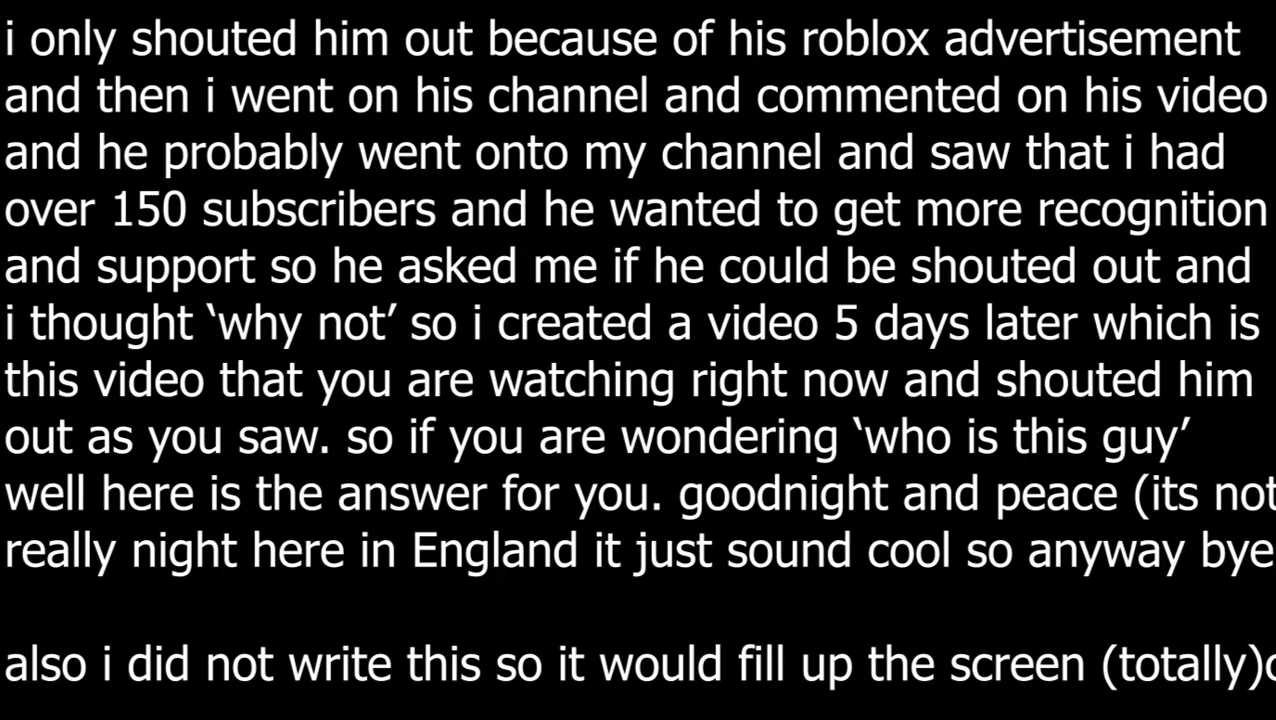 i only shouted him out because of his roblox advertisement
and then i went on his channel and commented on his video
and he probably went onto my channel and saw that i had
over 150 subscribers and he wanted to get more recognition
and support so he asked me if he could be shouted out and
i thought ‘why not’ so i created a video 5 days later which is
this video that you are watching right now and shouted him
out as you saw. so if you are wondering ‘who is this guy’
well here is the answer for you. goodnight and peace (its not
really night here in England it just sound cool so anyway bye
also i did not write this so it would fill up the screen (totally)